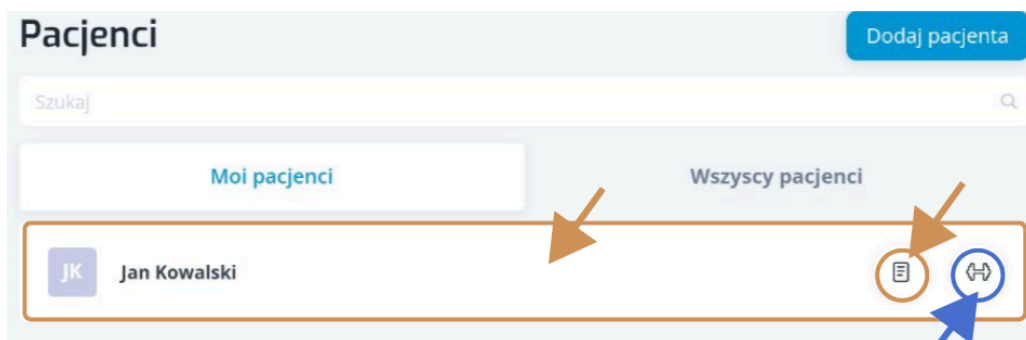 Pacjenci
Dodaj pacjenta
Szukaj
Moi pacjenci
Wszyscy pacjenci
JK
Jan Kowalski